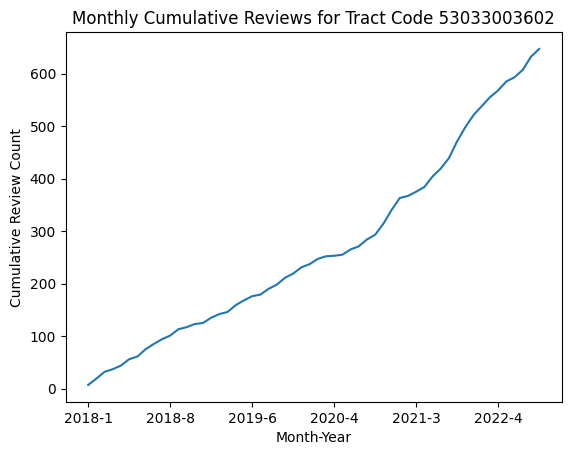 Monthly Cumulative Reviews for Tract Code 53033003602
600
500
400
300
200
100
0
Cumulative Review Count
2018-1 2018-8 2019-6 2020-4 2021-3 2022-4
Month-Year